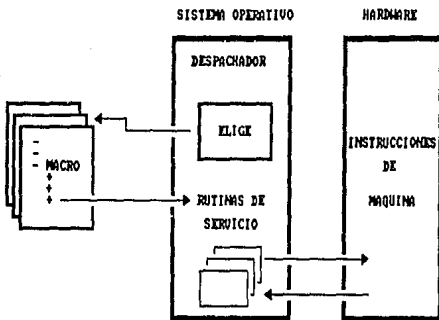 SISTEMA OPERATIVO
HARDWARE
DESPACHADOR
ELIGE
MACRO
RUTINAS DE
SERVICIO
INSTRUCCIONES
DE
MAQUINA